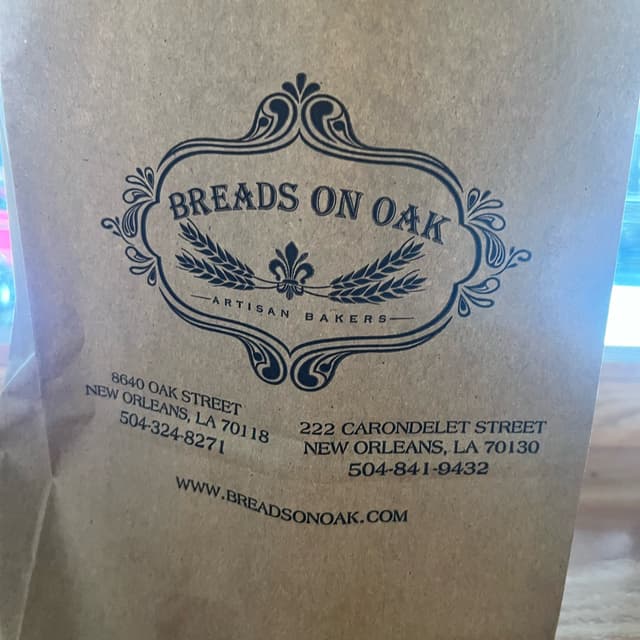 BREADS ON OAK
ARTISAN BAKERS
8640 OAK STREET
NEW ORLEANS, LA 70118
504-324-8271
222 CARONDELET STREET
NEW ORLEANS, LA 70130
504-841-9432
WWW.BREADSONOAK.COM